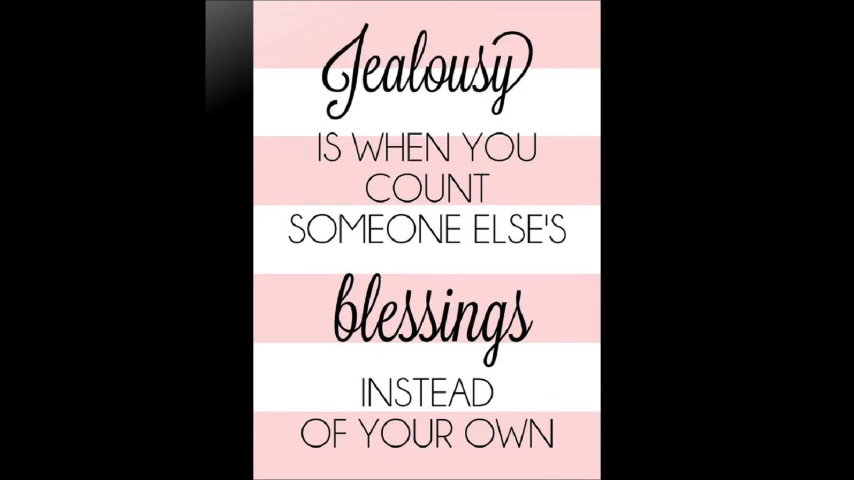 Jealousy
IS WHEN YOU
COUNT
SOMEONE ELSE'S
blessings
INSTEAD
OF YOUR OWN